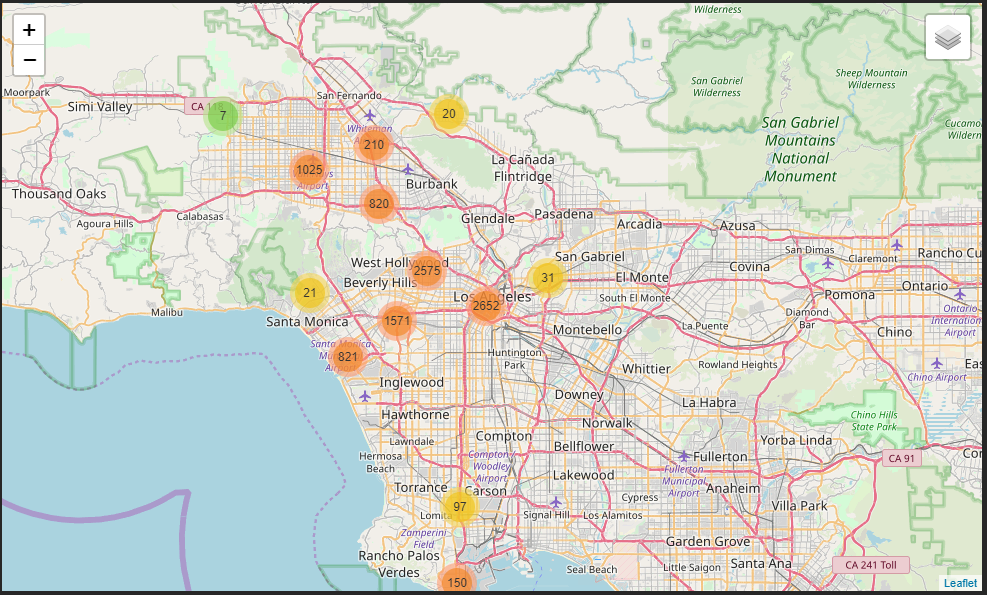 Wilderness
+
−
Moorpark
Simi Valley
CA 118
7
San Fernando
20
San Gabriel
Wilderness
Sheep Mountain
Wilderness
San Gabriel
Mountains
National
Monument
210
1025
Burbank
La Cañada
Flintridge
Thousand Oaks
820
Agoura Hills
Calabasas
Glendale
Pasadena
Arcadia
Azusa
San Dimas
Claremont
Rancho Cu
West Hollywood
2575
Beverly Hills
San Gabriel
31
El Monte
Covina
Ontario
Pomona
21
Malibu
Santa Monica
1571
2652
South El Monte
Montebello
La Puente
Diamond
Bar
Chino
Ontario
Internation
Airport
Santa Monica
821
Huntington
Park
Whittier
Rowland Heights
Chino Airport
Eas
Inglewood
Downey
La Habra
Hawthorne
Norwalk
Chino Hills
State Park
Lawndale
Compton
Bellflower
Yorba Linda
Hermosa
Beach
Compton/
Woodley
Airport
Lakewood
Fullerton
Fullerton
Municipal
Airport
CA 91
Cor
Torrance
Carson
Cypress
Anaheim
97
Signal Hill
Los Alamitos
Villa Park
Zamperini
Field
Garden Grove
Rancho Palos
Verdes
Seal Beach
Little Saigon
Santa Ana
CA 241 Toll
150
Leaflet